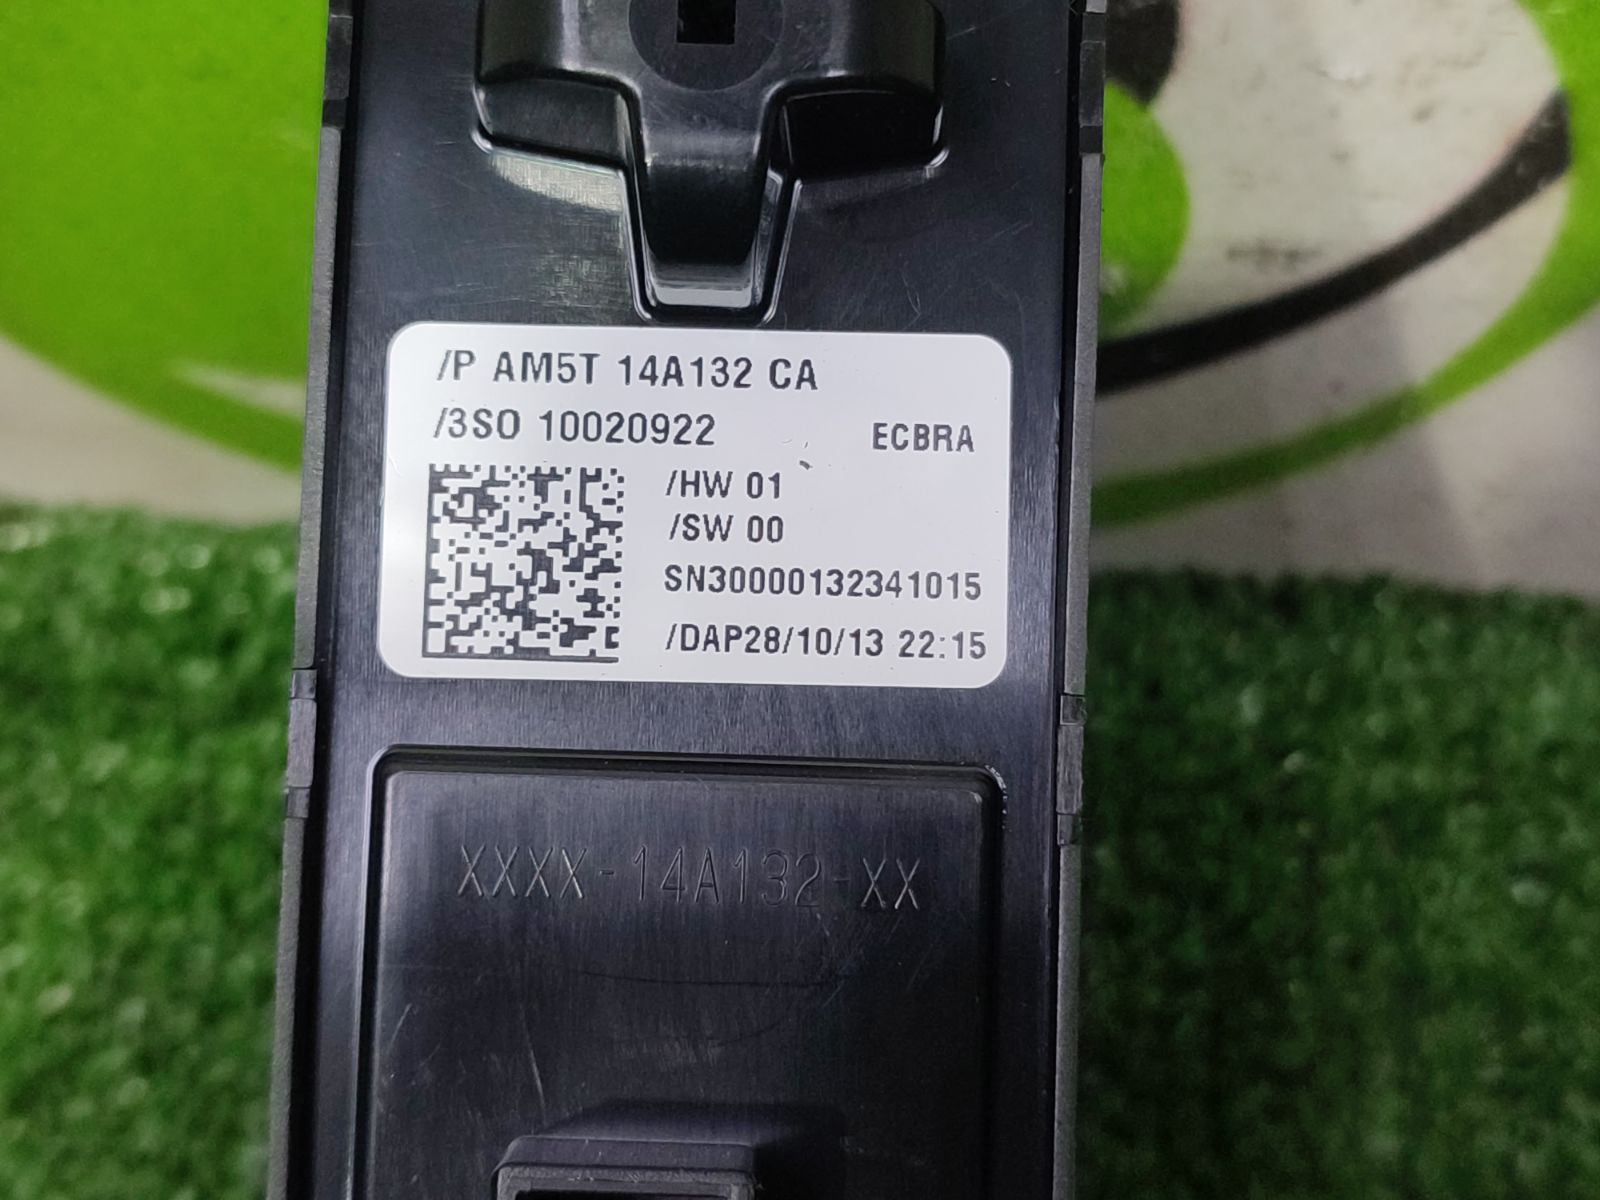 /P AM5T 14A132 CA
/3SO 10020922 ECBRA
/HW 01
/SW 00
SN30000132341015
/DAP28/10/13 22:15
XXXX-14A132-XX